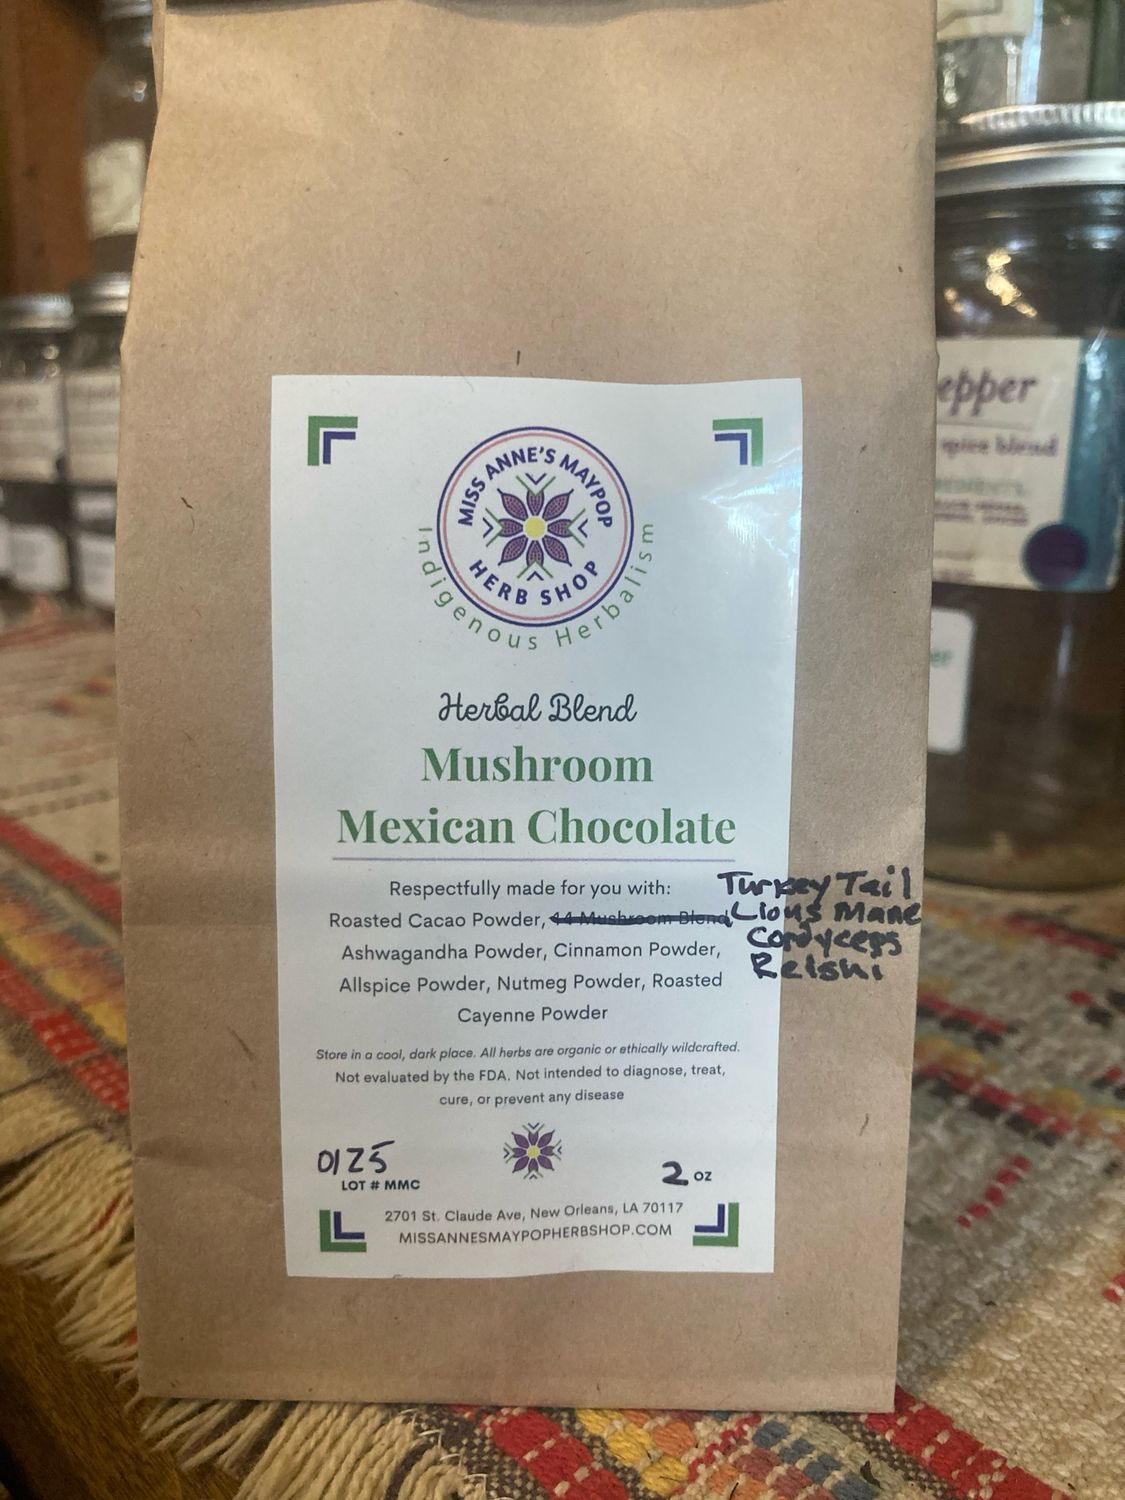 MISS ANNE'S MAYPOP
HERB SHOP
Indigenous Herbalism
Herbal Blend
Mushroom
Mexican Chocolate
Respectfully made for you with:
Turkey Tail
Roasted Cacao Powder, 14 Mushroom Blend,
Lions Mane
Cordyceps
Reishi
Ashwagandha Powder, Cinnamon Powder,
Allspice Powder, Nutmeg Powder, Roasted
Cayenne Powder
Store in a cool, dark place. All herbs are organic or ethically wildcrafted.
Not evaluated by the FDA. Not intended to diagnose, treat,
cure, or prevent any disease
0125
LOT # MMC
2 oz
2701 St. Claude Ave, New Orleans, LA 70117
MISSANNESMAYPOPHERBSHOP.COM
epper
spice blend